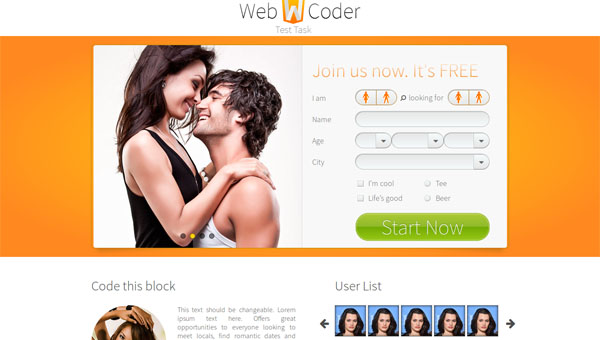 Web W Coder
Test Task
Join us now. It's FREE
I am
looking for
Name
Age
City
I'm cool
Tee
Life's good
Beer
Start Now
Code this block
User List
This text should be changeable. Lorem
ipsum text here. Offers great
opportunities to everyone looking to
meet locals, find romantic dates and